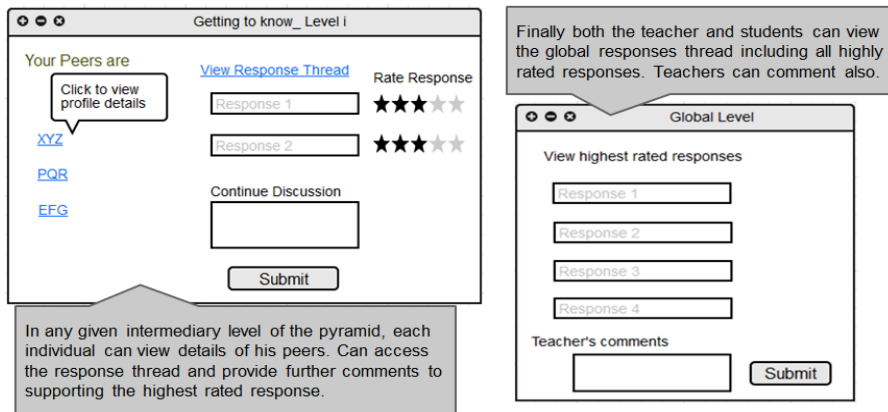 Getting to know_ Level i
Your Peers are
Click to view
profile details
XYZ
PQR
EFG
View Response Thread
Rate Response
Response 1
Response 2
Continue Discussion
Submit
In any given intermediary level of the pyramid, each
individual can view details of his peers. Can access
the response thread and provide further comments to
supporting the highest rated response.
Finally both the teacher and students can view
the global responses thread including all highly
rated responses. Teachers can comment also.
Global Level
View highest rated responses
Response 1
Response 2
Response 3
Response 4
Teacher's comments
Submit